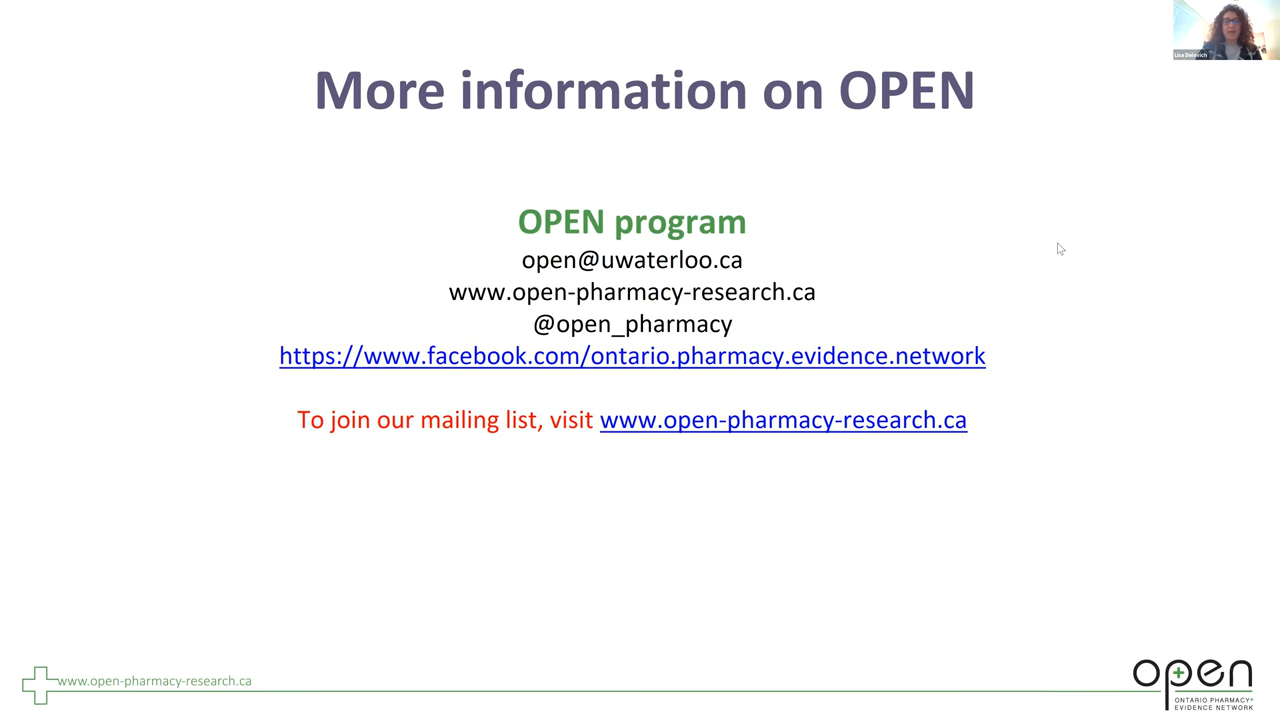 Lisa Dolovich
More information on OPEN
OPEN program
open@uwaterloo.ca
www.open-pharmacy-research.ca
@open_pharmacy
https://www.facebook.com/ontario.pharmacy.evidence.network
To join our mailing list, visit www.open-pharmacy-research.ca
www.open-pharmacy-research.ca
open
ONTARIO PHARMACY
EVIDENCE NETWORK